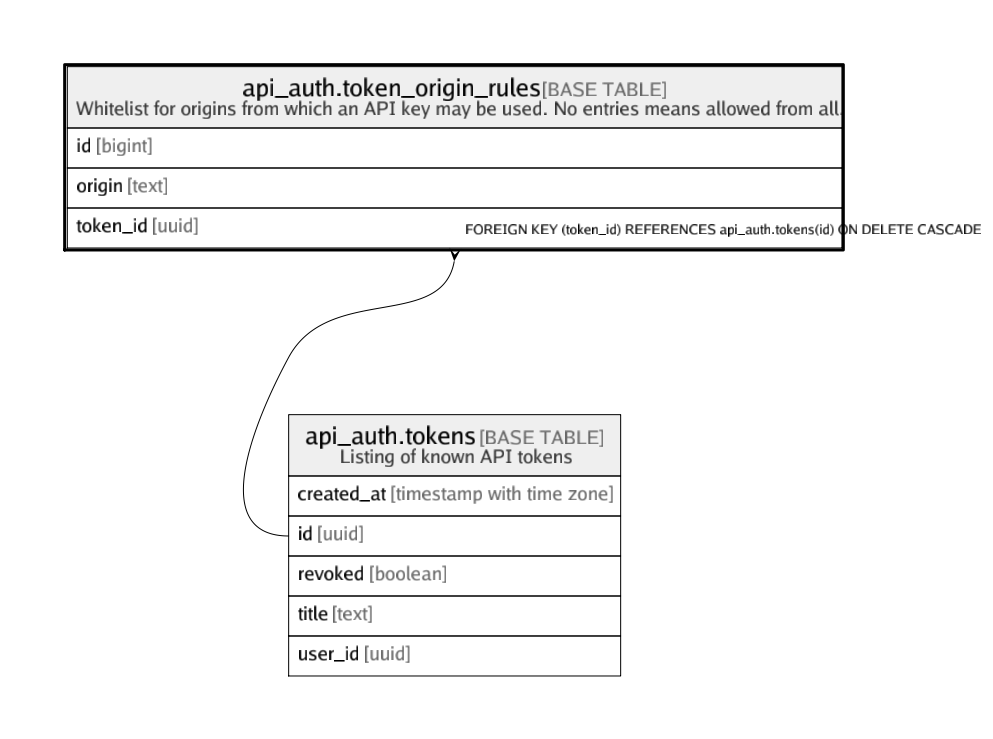 api_auth.token_origin_rules [BASE TABLE]
Whitelist for origins from which an API key may be used. No entries means allowed from all.
id [bigint]
origin [text]
token_id [uuid]
FOREIGN KEY (token_id) REFERENCES api_auth.tokens(id) ON DELETE CASCADE
api_auth.tokens [BASE TABLE]
Listing of known API tokens
created_at [timestamp with time zone]
id [uuid]
revoked [boolean]
title [text]
user_id [uuid]